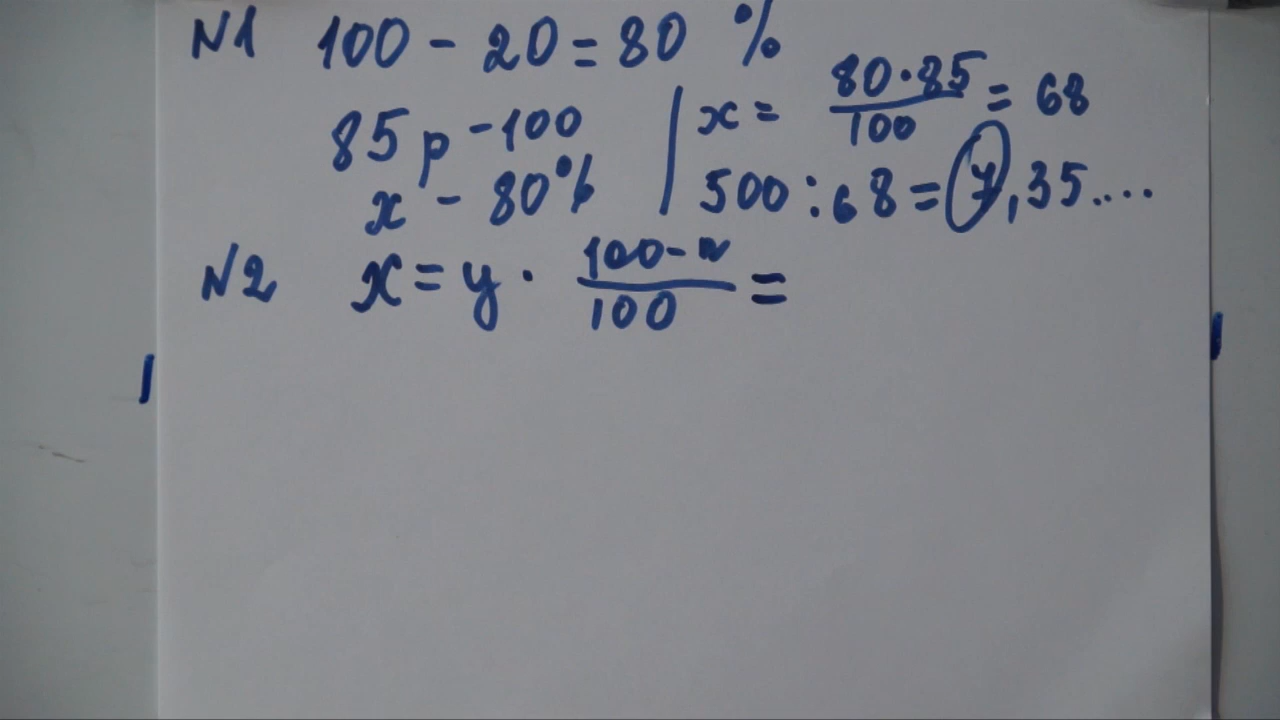 N1 100 - 20 = 80 %
85 р - 100 | x = 80·85/100 = 68
x - 80% | 500 : 68 = 7,35....
N2 x = y · 100-n/100 =